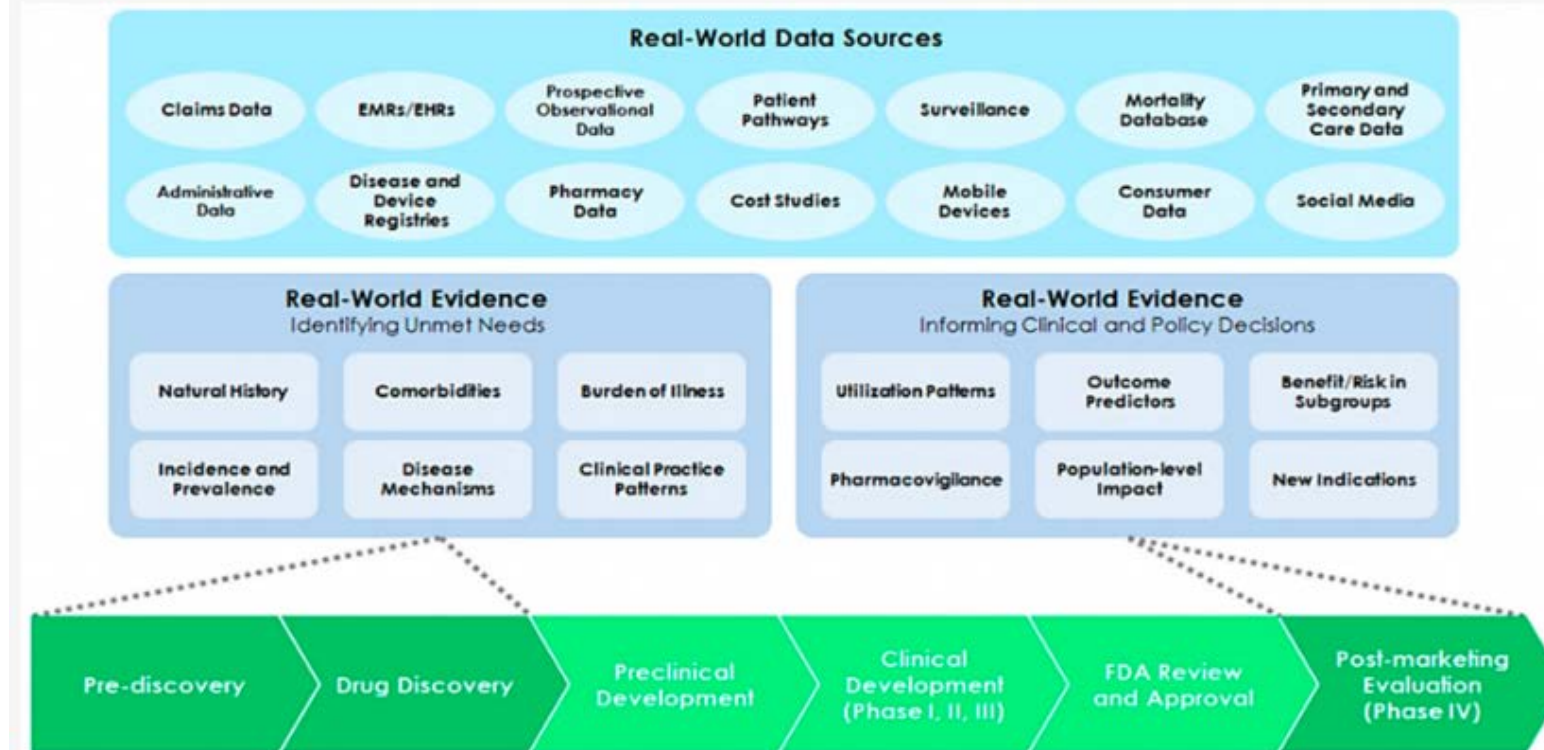 Real-World Data Sources
Claims Data
EMRs/EHRs
Prospective
Observational
Data
Patient
Pathways
Surveillance
Mortality
Database
Primary and
Secondary
Care Data
Administrative
Data
Disease and
Device
Registries
Pharmacy
Data
Cost Studies
Mobile
Devices
Consumer
Data
Social Media
Real-World Evidence
Identifying Unmet Needs
Natural History
Comorbidities
Burden of Illness
Incidence and
Prevalence
Disease
Mechanisms
Clinical Practice
Patterns
Real-World Evidence
Informing Clinical and Policy Decisions
Utilization Patterns
Outcome
Predictors
Benefit/Risk in
Subgroups
Pharmacovigilance
Population-level
Impact
New Indications
Pre-discovery
Drug Discovery
Preclinical
Development
Clinical
Development
(Phase I, II, III)
FDA Review
and Approval
Post-marketing
Evaluation
(Phase IV)